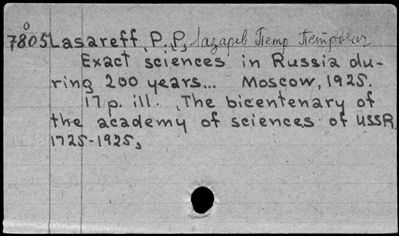 o
7805 Lasareff, P. P. Лазарев Петр Петрович
Exact sciences in Russia du-
ring 200 years... Moscow, 1925.
17 p. ill. (The bicentenary of
the academy of sciences of USSR.
1725-1925)